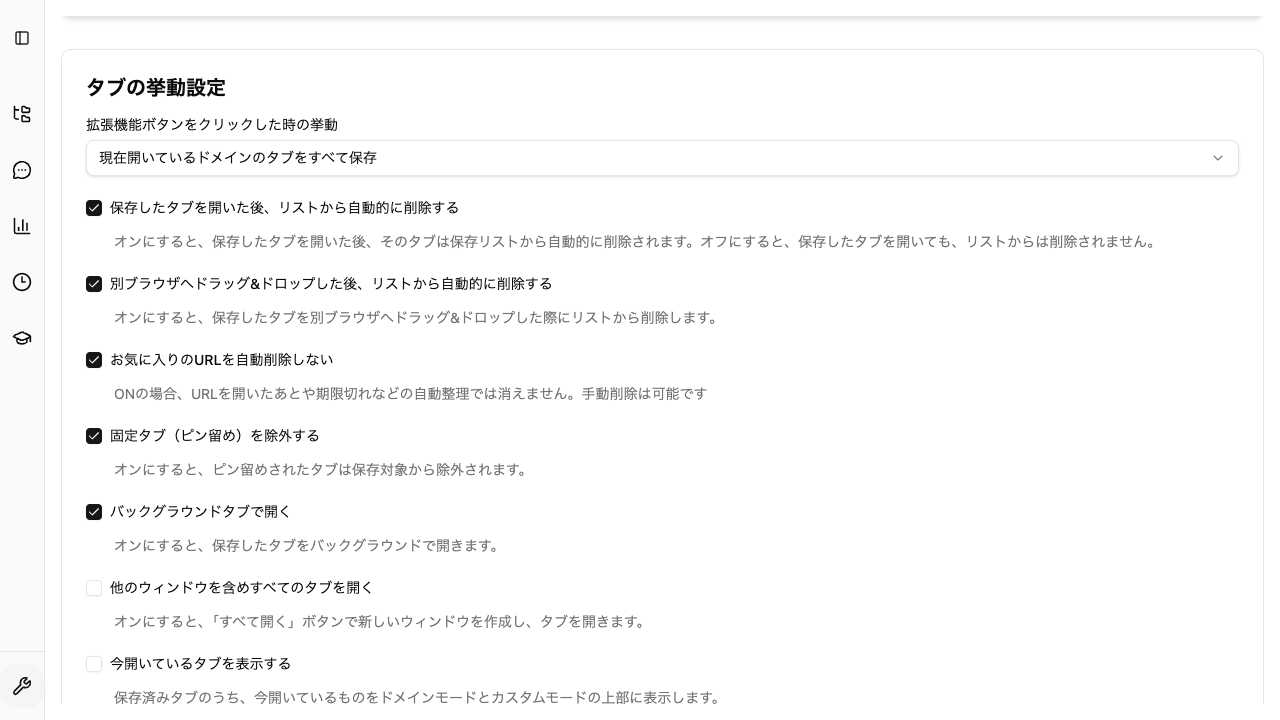 タブの挙動設定
拡張機能ボタンをクリックした時の挙動
現在開いているドメインのタブをすべて保存
保存したタブを開いた後、リストから自動的に削除する
オンにすると、保存したタブを開いた後、そのタブは保存リストから自動的に削除されます。オフにすると、保存したタブを開いても、リストからは削除されません。
別ブラウザへドラッグ&ドロップした後、リストから自動的に削除する
オンにすると、保存したタブを別ブラウザへドラッグ&ドロップした際にリストから削除します。
お気に入りのURLを自動削除しない
ONの場合、URLを開いたあとや期限切れなどの自動整理では消えません。手動削除は可能です
固定タブ（ピン留め）を除外する
オンにすると、ピン留めされたタブは保存対象から除外されます。
バックグラウンドタブで開く
オンにすると、保存したタブをバックグラウンドで開きます。
他のウィンドウを含めすべてのタブを開く
オンにすると、「すべて開く」ボタンで新しいウィンドウを作成し、タブを開きます。
今開いているタブを表示する
保存済みタブのうち、今開いているものをドメインモードとカスタムモードの上部に表示します。